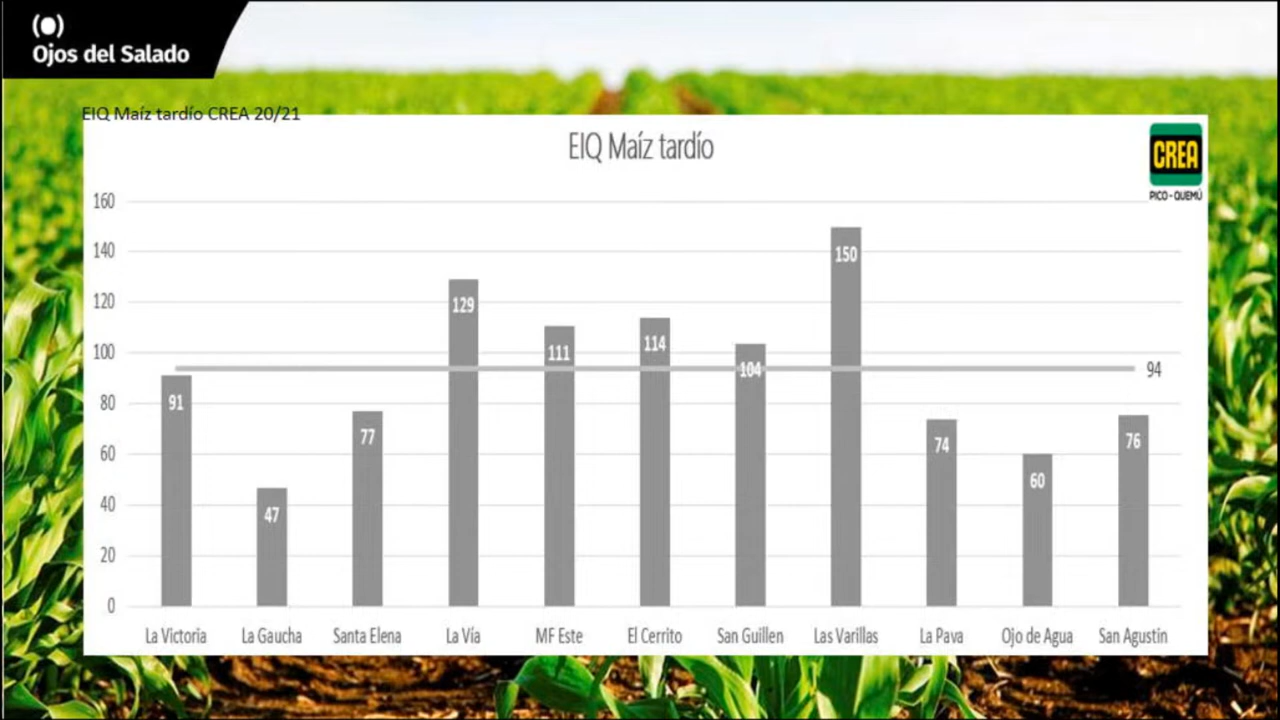 (●)
Ojos del Salado
EIQ Maíz tardío CREA 20/21
EIQ Maíz tardío
CREA
PICO - QUEMÚ
160
140
120
100
80
60
40
20
0
91
47
77
129
111
114
104
150
74
60
76
94
La Victoria
La Gaucha
Santa Elena
La Vía
MF Este
El Cerrito
San Guillen
Las Varillas
La Pava
Ojo de Agua
San Agustin